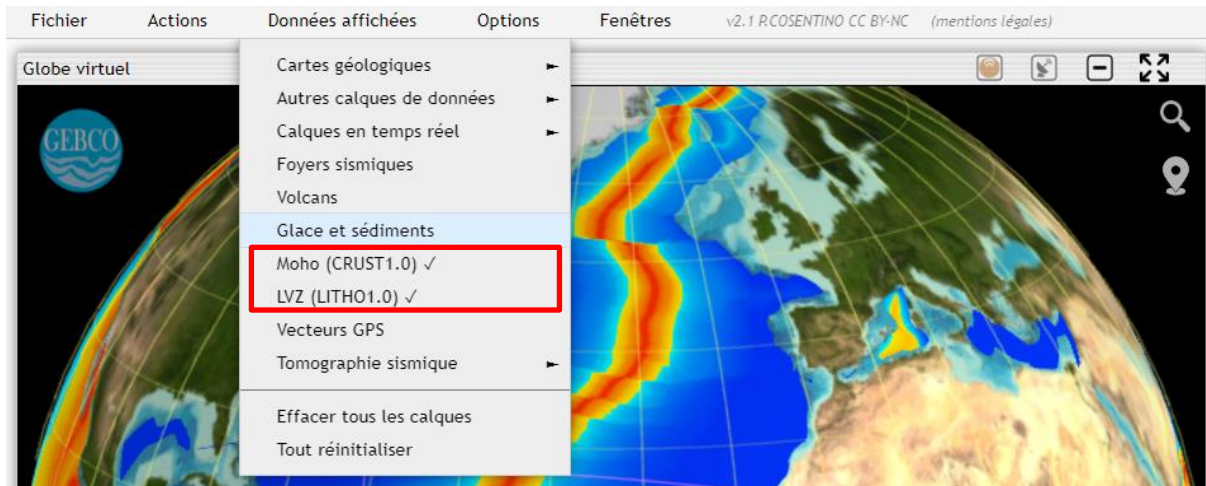 Fichier Actions Données affichées Options Fenêtres v2.1 P.COSENTINO CC BY-NC (mentions légales)
Globe virtuel
Cartes géologiques ►
Autres calques de données ►
Calques en temps réel ►
Foyers sismiques
Volcans
Glace et sédiments
Moho (CRUST1.0) ✓
LVZ (LITHO1.0) ✓
Vecteurs GPS
Tomographie sismique ►
Effacer tous les calques
Tout réinitialiser
GEBCO